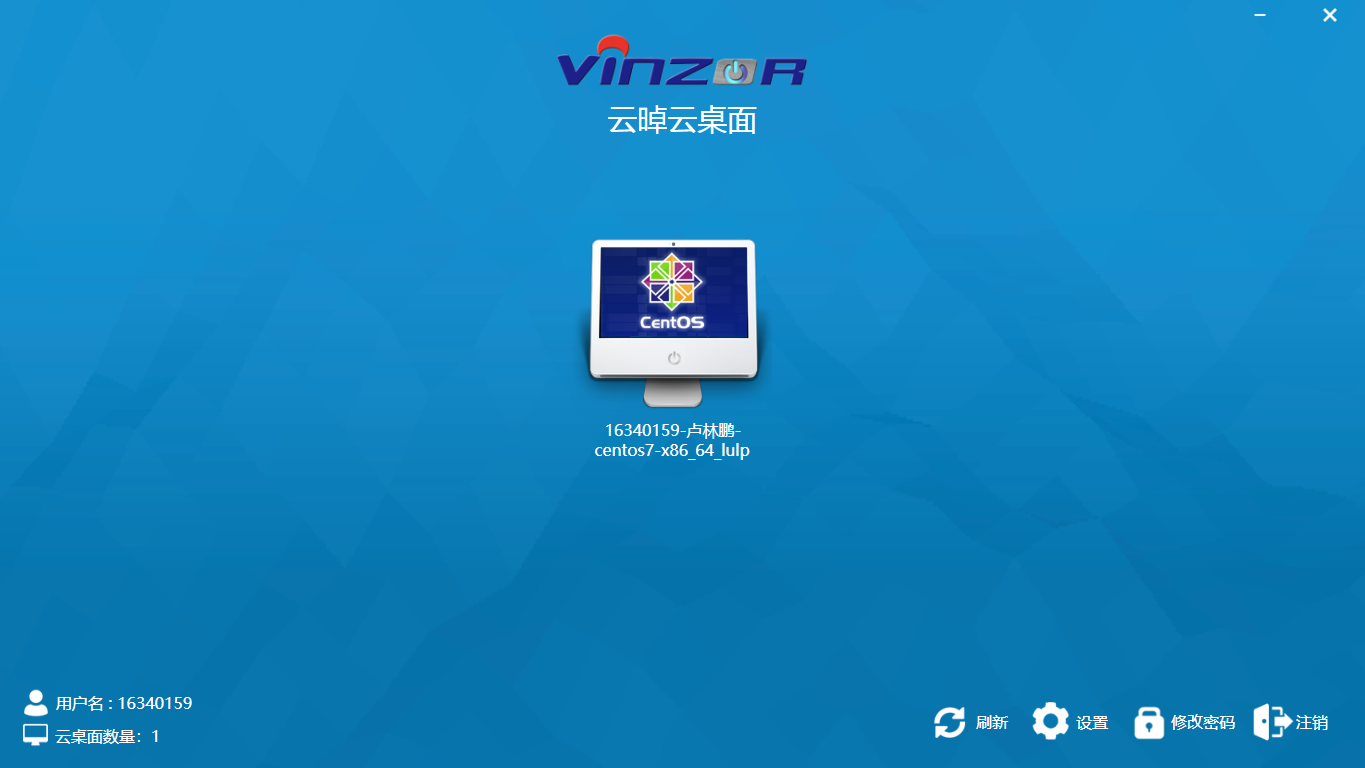 VINZOR
云晫云桌面
CentOS
16340159-卢林鹏-
centos7-x86_64_lulp
用户名 : 16340159
云桌面数量：1
刷新
设置
修改密码
注销